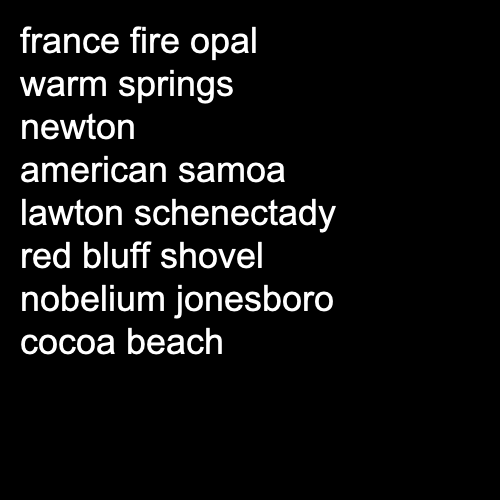 france fire opal
warm springs
newton
american samoa
lawton schenectady
red bluff shovel
nobelium jonesboro
cocoa beach